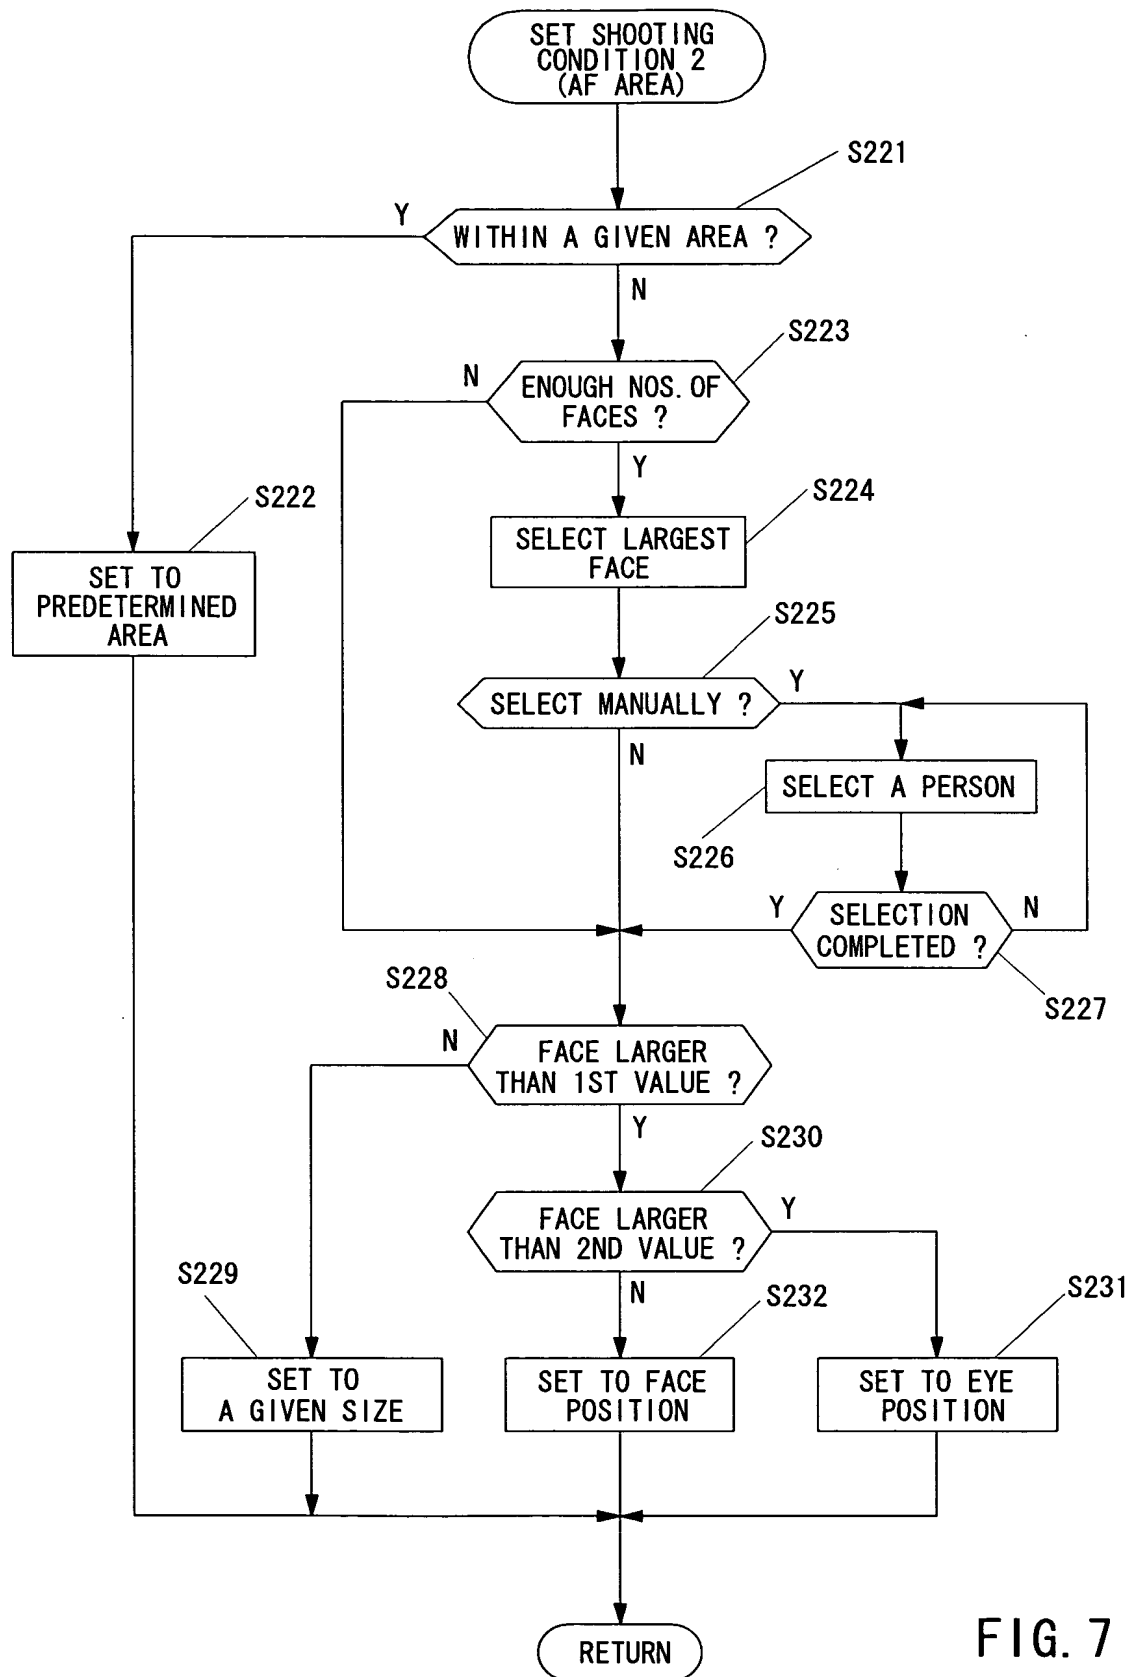 SET SHOOTING
CONDITION 2
(AF AREA)
S221
Y
WITHIN A GIVEN AREA ?
N
S223
N
ENOUGH NOS. OF
FACES ?
Y
S222
S224
SET TO
PREDETERMINED
AREA
SELECT LARGEST
FACE
S225
SELECT MANUALLY ?
Y
N
SELECT A PERSON
S226
Y
SELECTION
COMPLETED ?
N
S227
S228
N
FACE LARGER
THAN 1ST VALUE ?
Y
S230
FACE LARGER
THAN 2ND VALUE ?
Y
N
S229
S232
S231
SET TO
A GIVEN SIZE
SET TO FACE
POSITION
SET TO EYE
POSITION
RETURN
FIG. 7